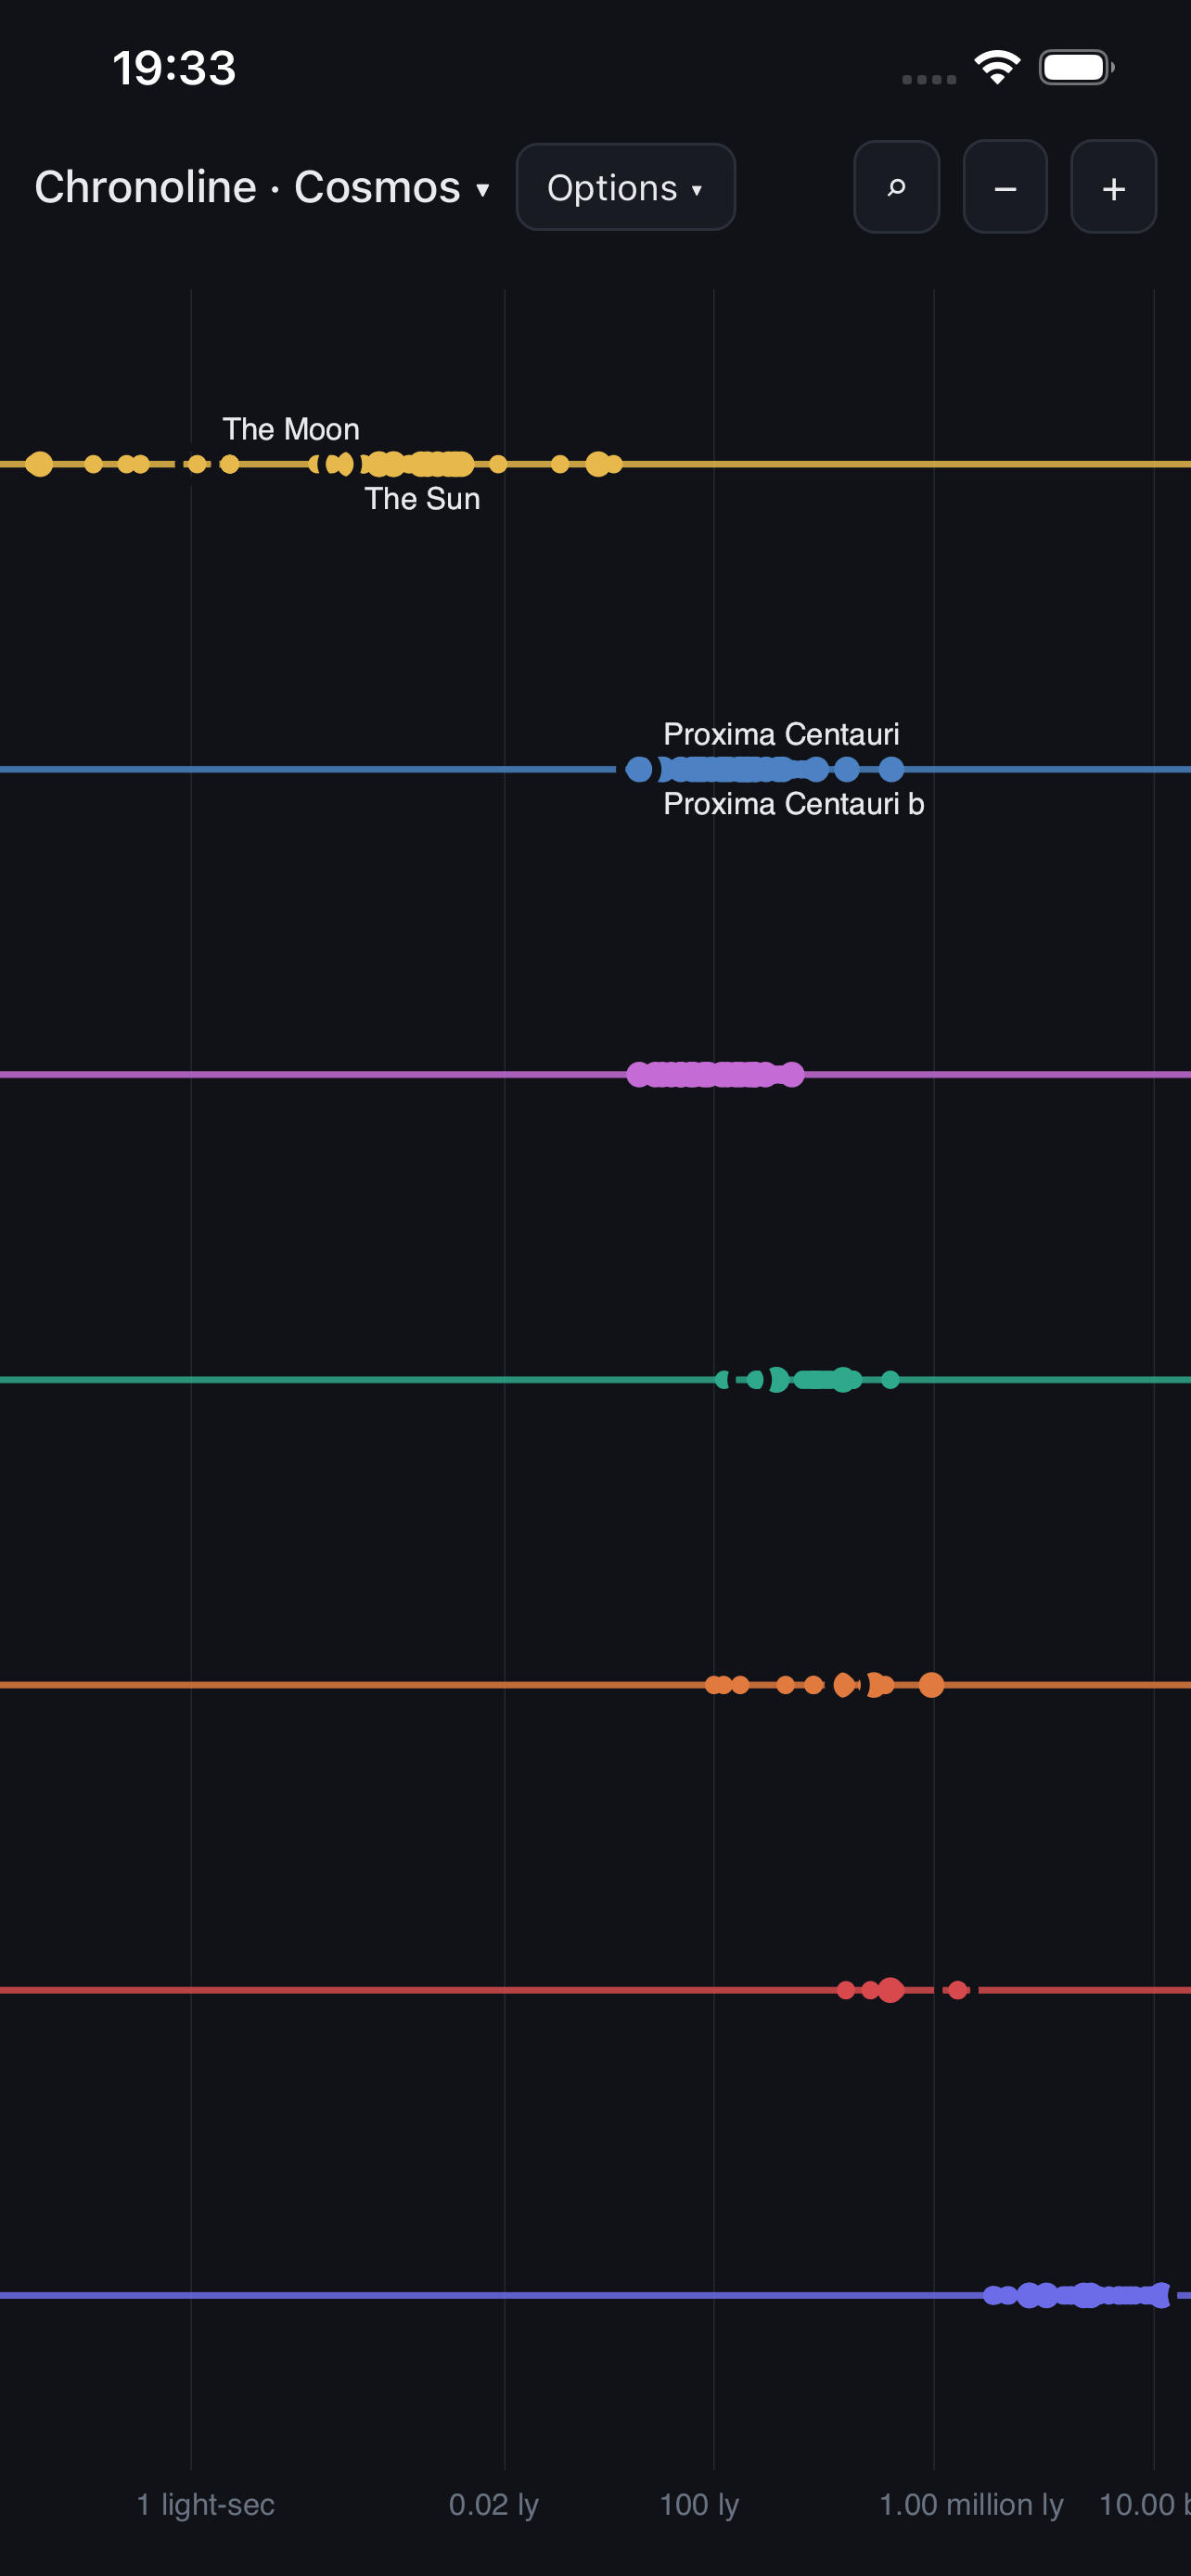 19:33
Chronoline · Cosmos ▾ Options ▾ − +
The Moon
The Sun
Proxima Centauri
Proxima Centauri b
1 light-sec 0.02 ly 100 ly 1.00 million ly 10.00